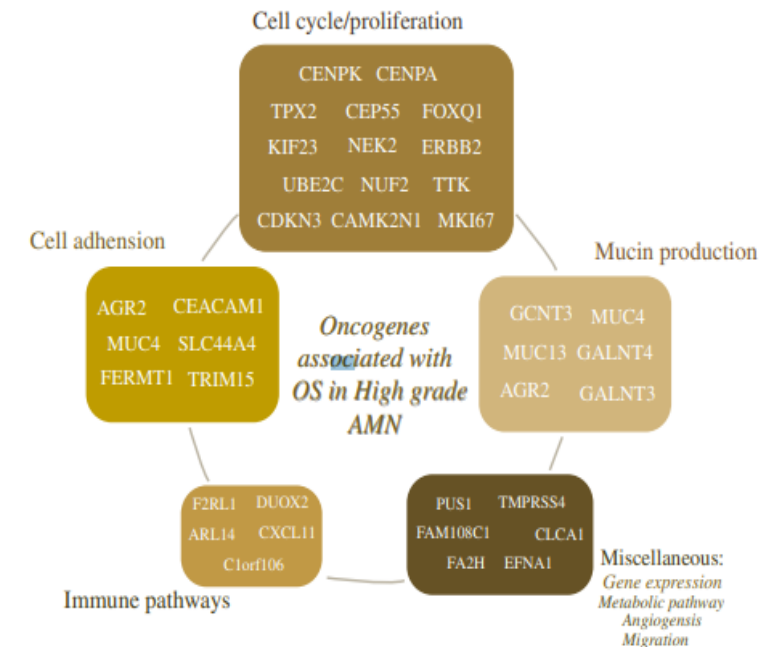 Cell cycle/proliferation
CENPK CENPA
TPX2 CEP55 FOXQ1
KIF23 NEK2 ERBB2
UBE2C NUF2 TTK
CDKN3 CAMK2N1 MKI67
Cell adhension
AGR2 CEACAM1
MUC4 SLC44A4
FERMT1 TRIM15
Oncogenes
associated with
OS in High grade
AMN
Mucin production
GCNT3 MUC4
MUC13 GALNT4
AGR2 GALNT3
F2RL1 DUOX2
ARL14 CXCL11
C1orf106
Immune pathways
PUS1 TMPRSS4
FAM108C1 CLCA1
FA2H EFNA1
Miscellaneous:
Gene expression
Metabolic pathway
Angiogensis
Migration